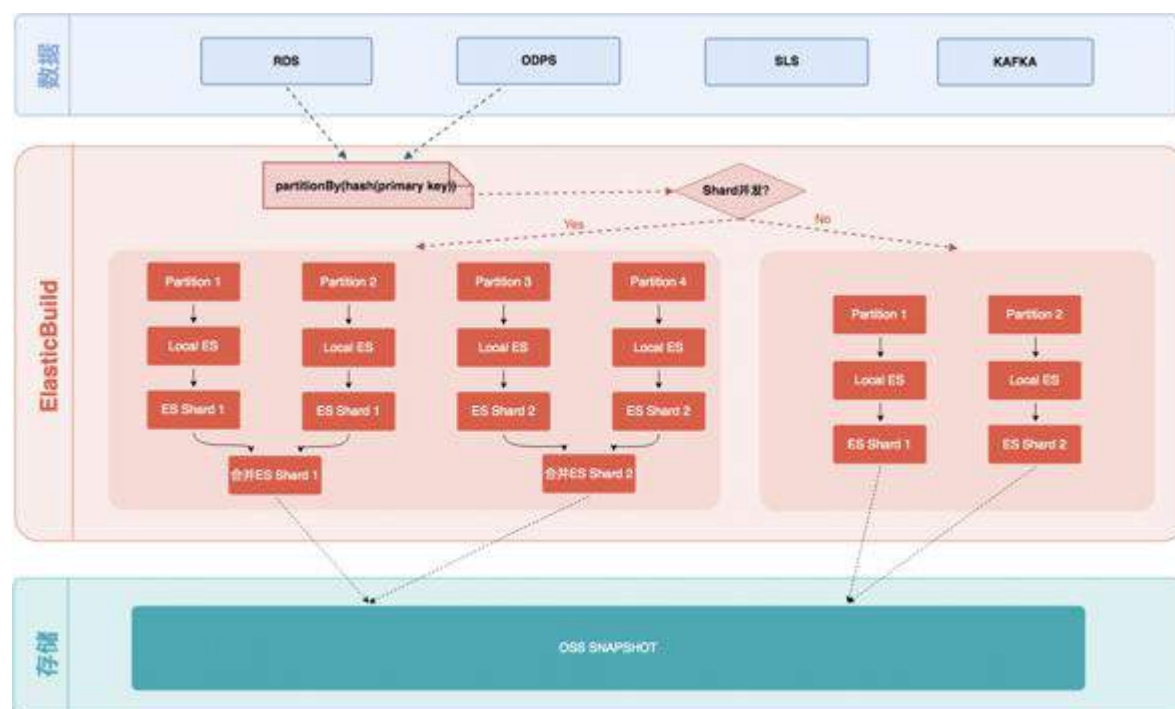 数据
RDS
ODPS
SLS
KAFKA
ElasticBuild
partitionBy(hash(primary key))
Shard并发?
Yes
No
Partition 1
Partition 2
Partition 3
Partition 4
Local ES
Local ES
Local ES
Local ES
ES Shard 1
ES Shard 1
ES Shard 2
ES Shard 2
合并ES Shard 1
合并ES Shard 2
Partition 1
Partition 2
Local ES
Local ES
ES Shard 1
ES Shard 2
存储
OSS SNAPSHOT